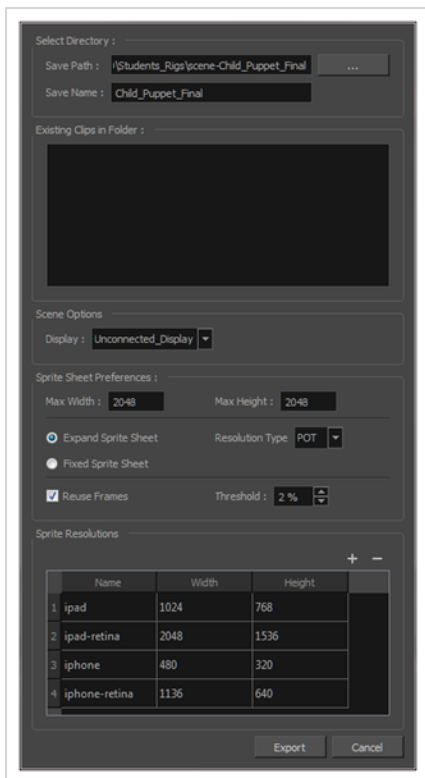 Select Directory :
Save Path : \Students_Rigs\scene-Child_Puppet_Final ...
Save Name : Child_Puppet_Final
Existing Clips in Folder :
Scene Options
Display : Unconnected_Display
Sprite Sheet Preferences :
Max Width : 2048 Max Height : 2048
Expand Sprite Sheet Resolution Type POT
Fixed Sprite Sheet
Reuse Frames Threshold : 2 %
Sprite Resolutions
+ −
Name Width Height
1 ipad 1024 768
2 ipad-retina 2048 1536
3 iphone 480 320
4 iphone-retina 1136 640
Export Cancel